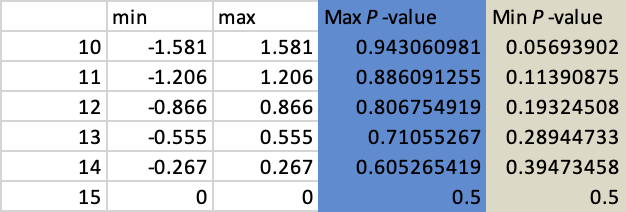 min max Max P -value Min P -value
10 -1.581 1.581 0.943060981 0.05693902
11 -1.206 1.206 0.886091255 0.11390875
12 -0.866 0.866 0.806754919 0.19324508
13 -0.555 0.555 0.71055267 0.28944733
14 -0.267 0.267 0.605265419 0.39473458
15 0 0 0.5 0.5